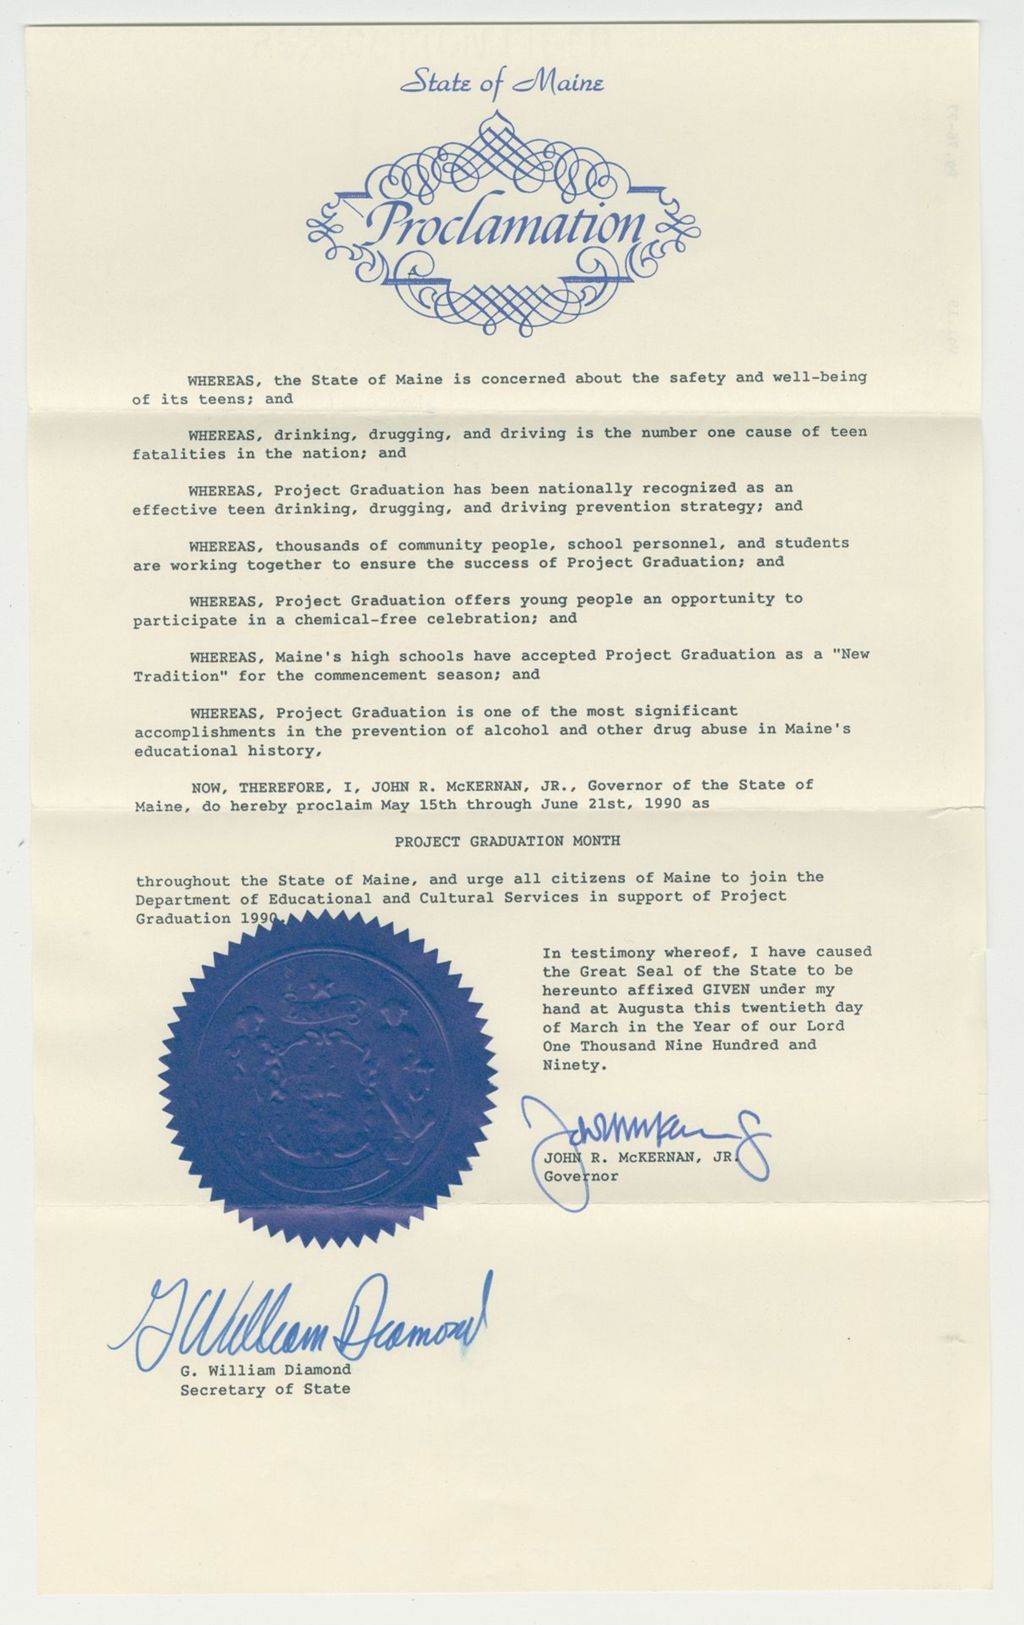 State of Maine
Proclamation
WHEREAS, the State of Maine is concerned about the safety and well-being
of its teens; and
WHEREAS, drinking, drugging, and driving is the number one cause of teen
fatalities in the nation; and
WHEREAS, Project Graduation has been nationally recognized as an
effective teen drinking, drugging, and driving prevention strategy; and
WHEREAS, thousands of community people, school personnel, and students
are working together to ensure the success of Project Graduation; and
WHEREAS, Project Graduation offers young people an opportunity to
participate in a chemical-free celebration; and
WHEREAS, Maine's high schools have accepted Project Graduation as a "New
Tradition" for the commencement season; and
WHEREAS, Project Graduation is one of the most significant
accomplishments in the prevention of alcohol and other drug abuse in Maine's
educational history,
NOW, THEREFORE, I, JOHN R. McKERNAN, JR., Governor of the State of
Maine, do hereby proclaim May 15th through June 21st, 1990 as
PROJECT GRADUATION MONTH
throughout the State of Maine, and urge all citizens of Maine to join the
Department of Educational and Cultural Services in support of Project
Graduation 1990.
In testimony whereof, I have caused
the Great Seal of the State to be
hereunto affixed GIVEN under my
hand at Augusta this twentieth day
of March in the Year of our Lord
One Thousand Nine Hundred and
Ninety.
JOHN R. McKERNAN, JR.
Governor
G William Diamond
G. William Diamond
Secretary of State